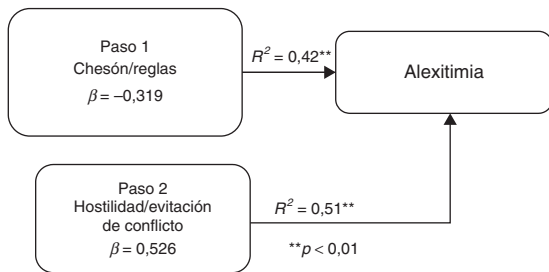 Paso 1
Chesón/reglas
β = –0,319
R² = 0,42**
Alexitimia
Paso 2
Hostilidad/evitación
de conflicto
β = 0,526
R² = 0,51**
**p < 0,01